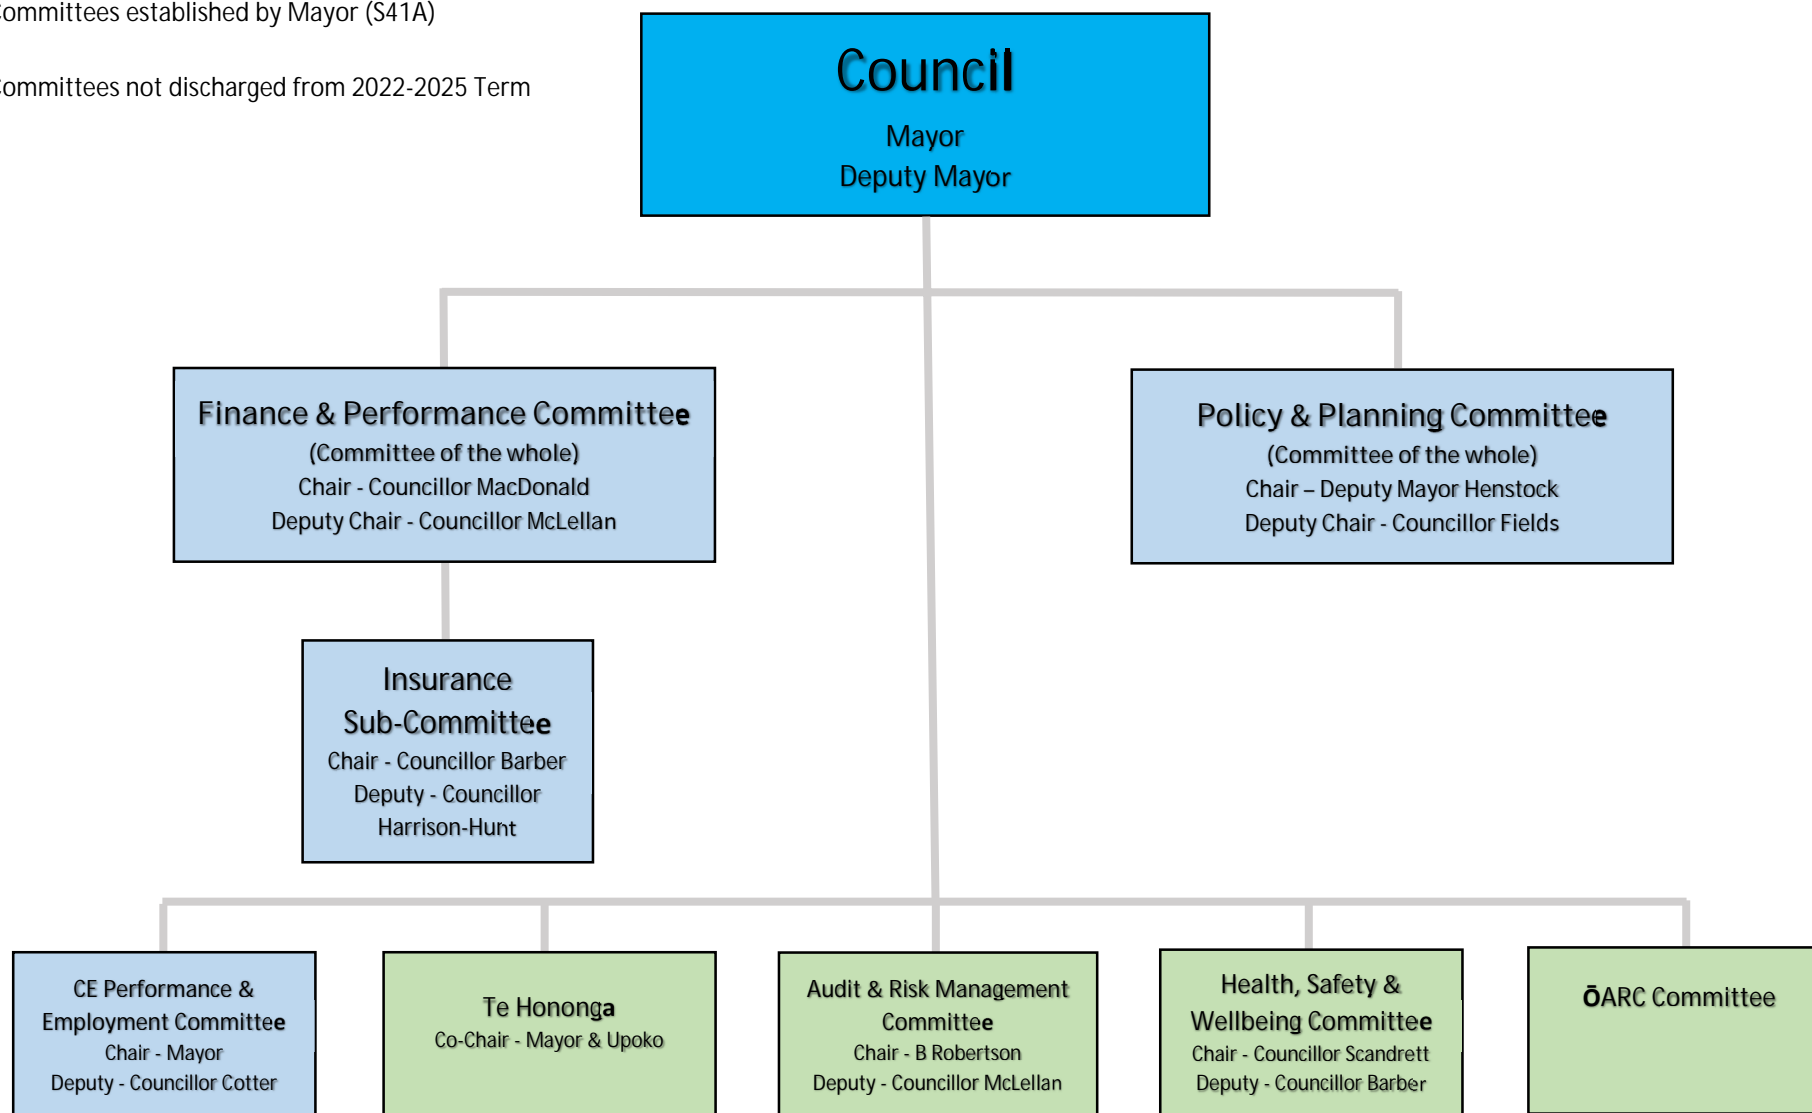 Committees established by Mayor (S41A)
Committees not discharged from 2022-2025 Term
Council
Mayor
Deputy Mayor
Finance & Performance Committee
(Committee of the whole)
Chair - Councillor MacDonald
Deputy Chair - Councillor McLellan
Policy & Planning Committee
(Committee of the whole)
Chair – Deputy Mayor Henstock
Deputy Chair - Councillor Fields
Insurance
Sub-Committee
Chair - Councillor Barber
Deputy - Councillor
Harrison-Hunt
CE Performance &
Employment Committee
Chair - Mayor
Deputy - Councillor Cotter
Te Hononga
Co-Chair - Mayor & Upoko
Audit & Risk Management
Committee
Chair - B Robertson
Deputy - Councillor McLellan
Health, Safety &
Wellbeing Committee
Chair - Councillor Scandrett
Deputy - Councillor Barber
ŌARC Committee